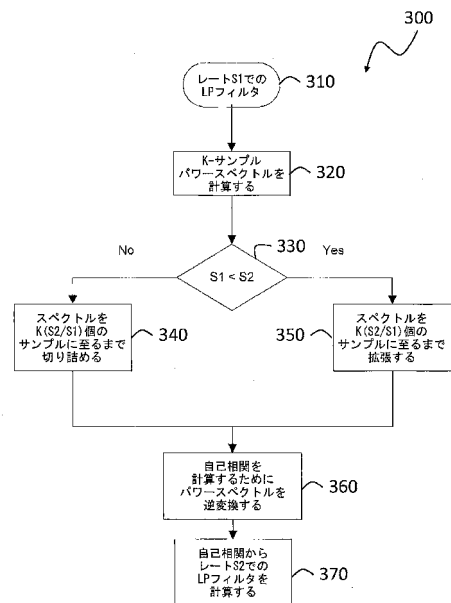 300
レートS1での
LPフィルタ
310
K-サンプル
パワースペクトルを
計算する
320
330
No
Yes
S1 < S2
スペクトルを
K(S2/S1)個の
サンプルに至るまで
切り詰める
340
スペクトルを
K(S2/S1)個の
サンプルに至るまで
拡張する
350
自己相関を
計算するために
パワースペクトルを
逆変換する
360
自己相関から
レートS2での
LPフィルタを
計算する
370